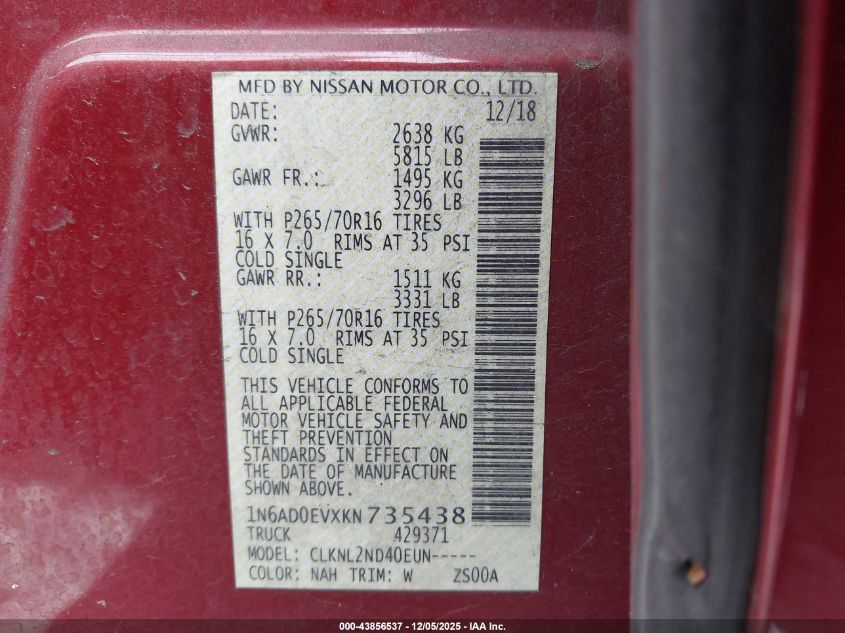 MFD BY NISSAN MOTOR CO., LTD.
DATE: 12/18
GVWR: 2638 KG
5815 LB
GAWR FR.: 1495 KG
3296 LB
WITH P265/70R16 TIRES
16 X 7.0 RIMS AT 35 PSI
COLD SINGLE
GAWR RR.: 1511 KG
3331 LB
WITH P265/70R16 TIRES
16 X 7.0 RIMS AT 35 PSI
COLD SINGLE
THIS VEHICLE CONFORMS TO
ALL APPLICABLE FEDERAL
MOTOR VEHICLE SAFETY AND
THEFT PREVENTION
STANDARDS IN EFFECT ON
THE DATE OF MANUFACTURE
SHOWN ABOVE.
1N6AD0EVXKN735438
TRUCK 429371
MODEL: CLKNL2ND40EUN-----
COLOR: NAH TRIM: W ZS00A
000-43856537 - 12/05/2025 - IAA Inc.